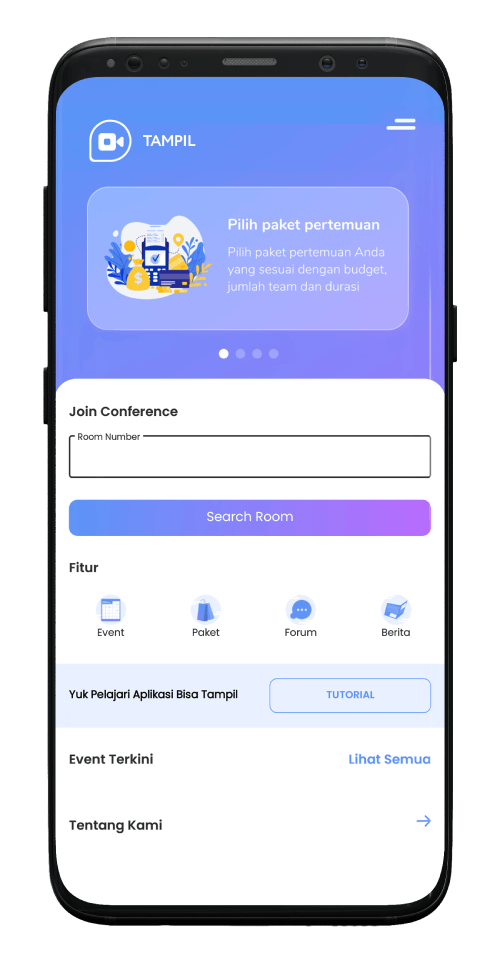 TAMPIL
Pilih paket pertemuan
Pilih paket pertemuan Anda
yang sesuai dengan budget,
jumlah team dan durasi
Join Conference
Room Number
Search Room
Fitur
Event
Paket
Forum
Berita
Yuk Pelajari Aplikasi Bisa Tampil
TUTORIAL
Event Terkini
Lihat Semua
Tentang Kami